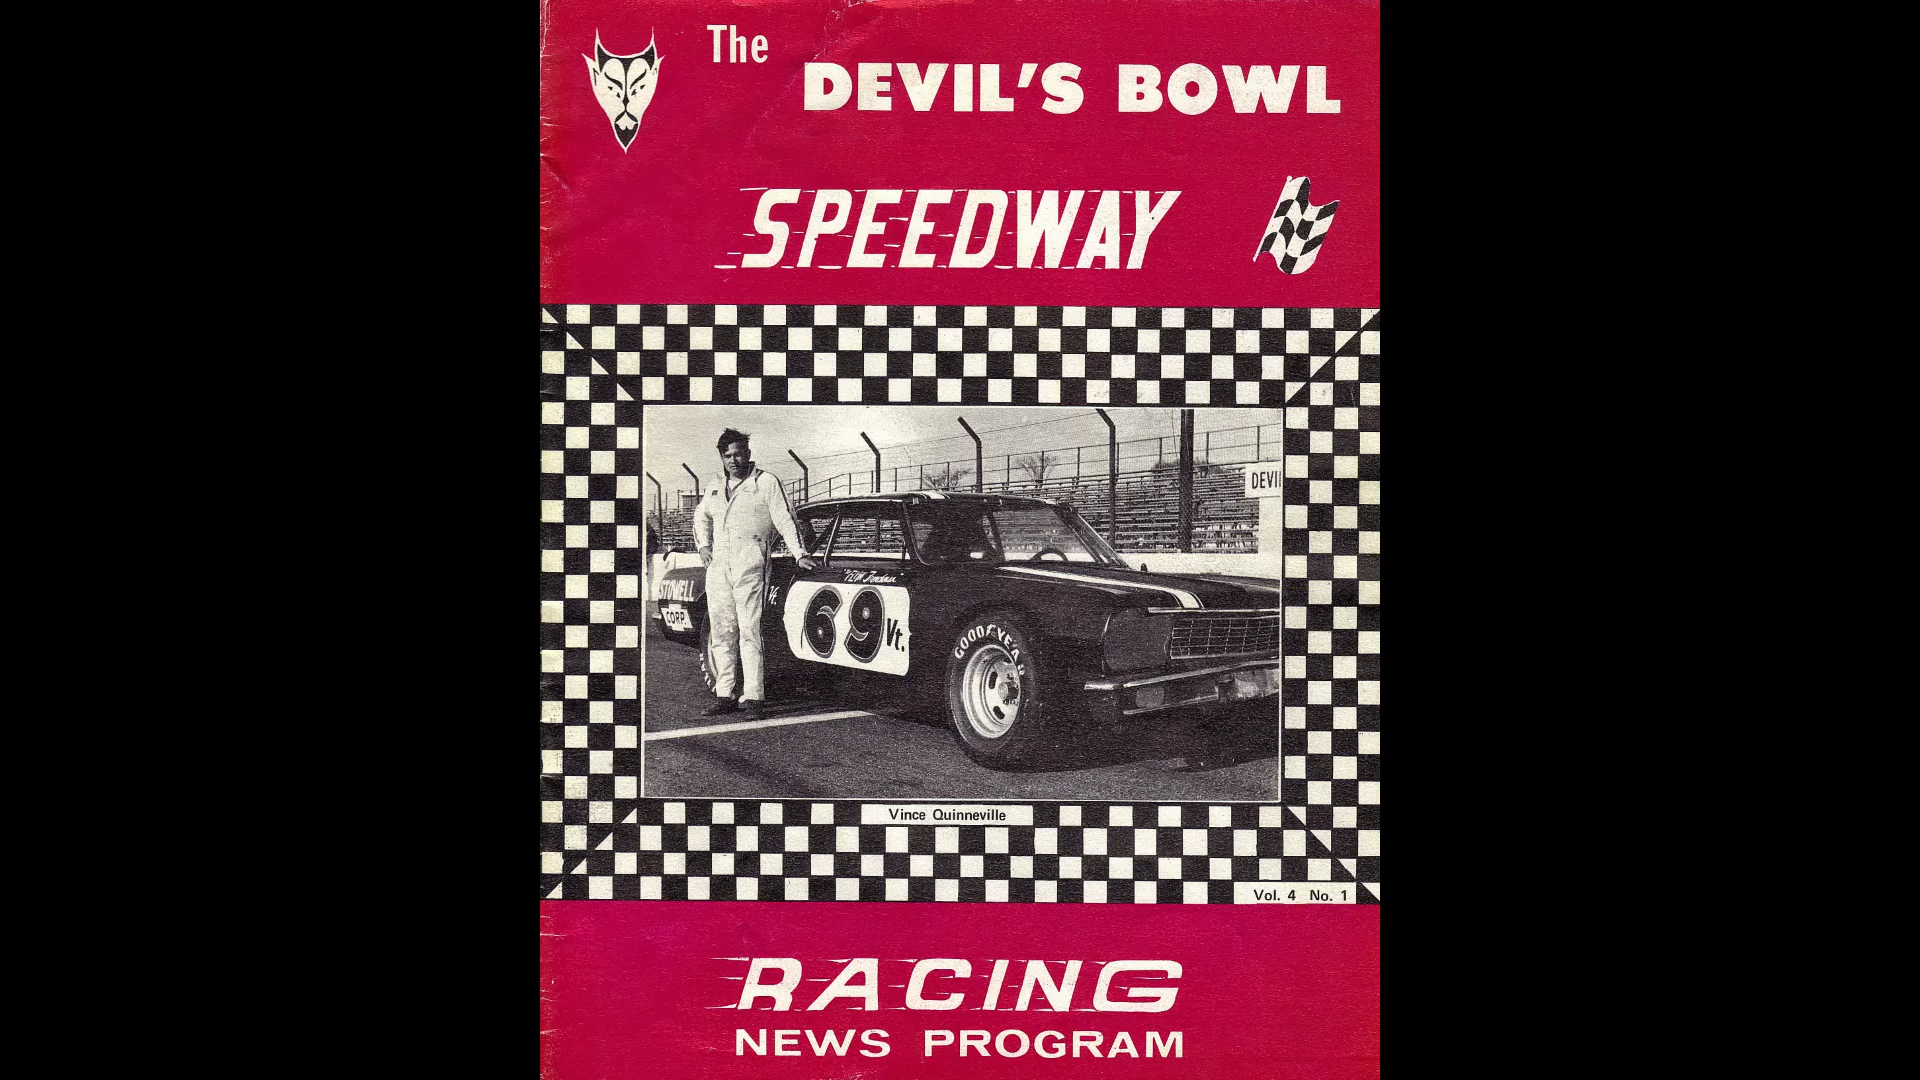 The
DEVIL'S BOWL
SPEEDWAY
DEVI
STOWELL
CORP.
Vt.
69 Vt.
GOODYEAR
Vince Quinneville
Vol. 4 No. 1
RACING
NEWS PROGRAM